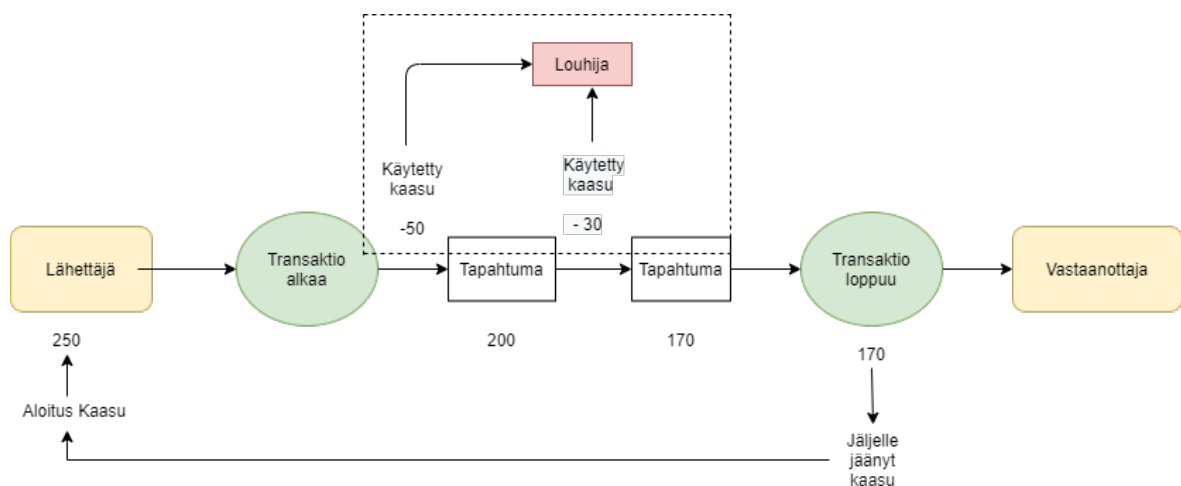 Louhija
Käytetty
kaasu
-50
Käytetty
kaasu
- 30
Lähettäjä
Transaktio
alkaa
Tapahtuma
Tapahtuma
Transaktio
loppuu
Vastaanottaja
250
200
170
170
Aloitus Kaasu
Jäljelle
jäänyt
kaasu